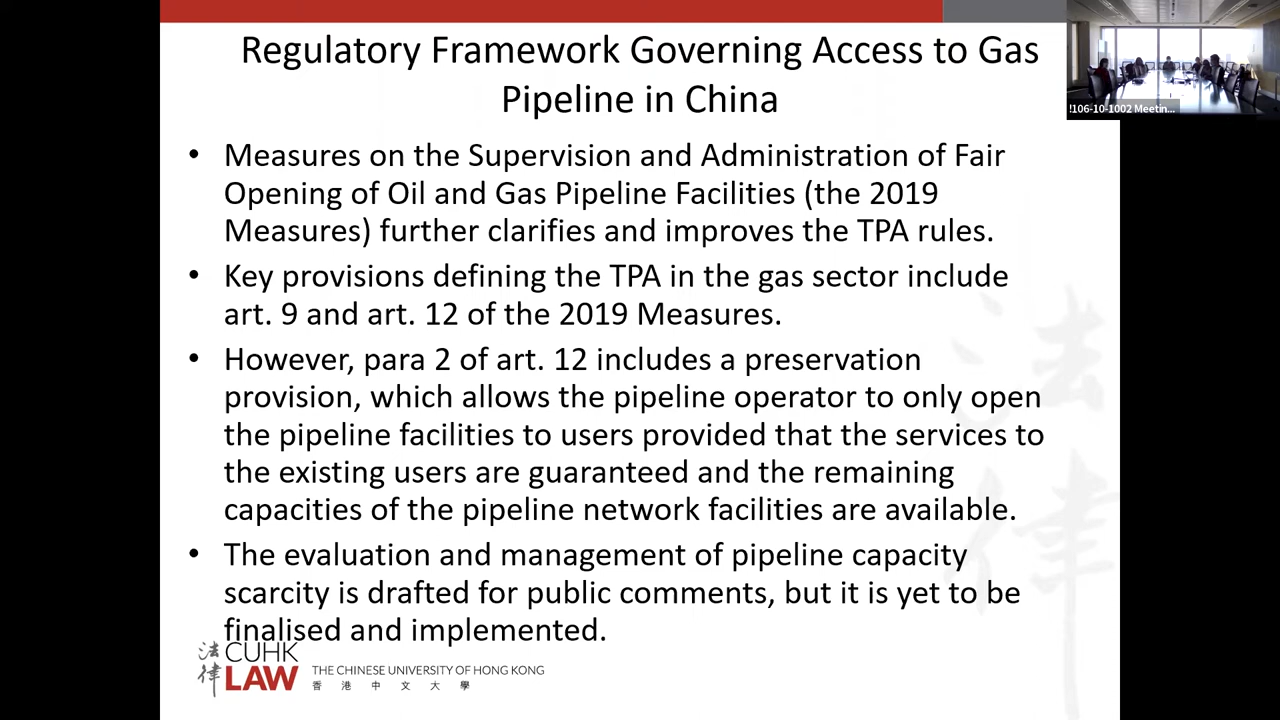 Regulatory Framework Governing Access to Gas
Pipeline in China
• Measures on the Supervision and Administration of Fair
Opening of Oil and Gas Pipeline Facilities (the 2019
Measures) further clarifies and improves the TPA rules.
• Key provisions defining the TPA in the gas sector include
art. 9 and art. 12 of the 2019 Measures.
• However, para 2 of art. 12 includes a preservation
provision, which allows the pipeline operator to only open
the pipeline facilities to users provided that the services to
the existing users are guaranteed and the remaining
capacities of the pipeline network facilities are available.
• The evaluation and management of pipeline capacity
scarcity is drafted for public comments, but it is yet to be
finalised and implemented.
法律
CUHK
LAW
THE CHINESE UNIVERSITY OF HONG KONG
香港中文大學
法律
!106-10-1002 Meetin...